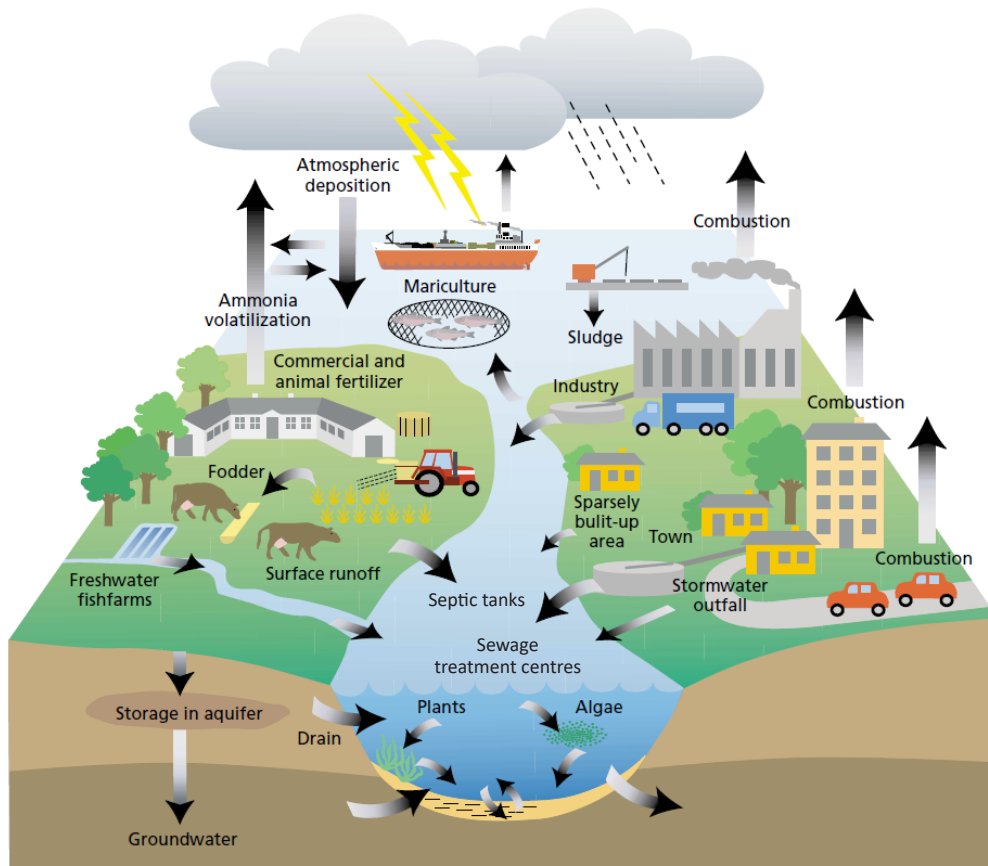 Atmospheric
deposition
Combustion
Mariculture
Ammonia
volatilization
Sludge
Commercial and
animal fertilizer
Industry
Combustion
Fodder
Sparsely
bulit-up
area
Town
Combustion
Freshwater
fishfarms
Surface runoff
Stormwater
outfall
Septic tanks
Sewage
treatment centres
Storage in aquifer
Plants
Algae
Drain
Groundwater